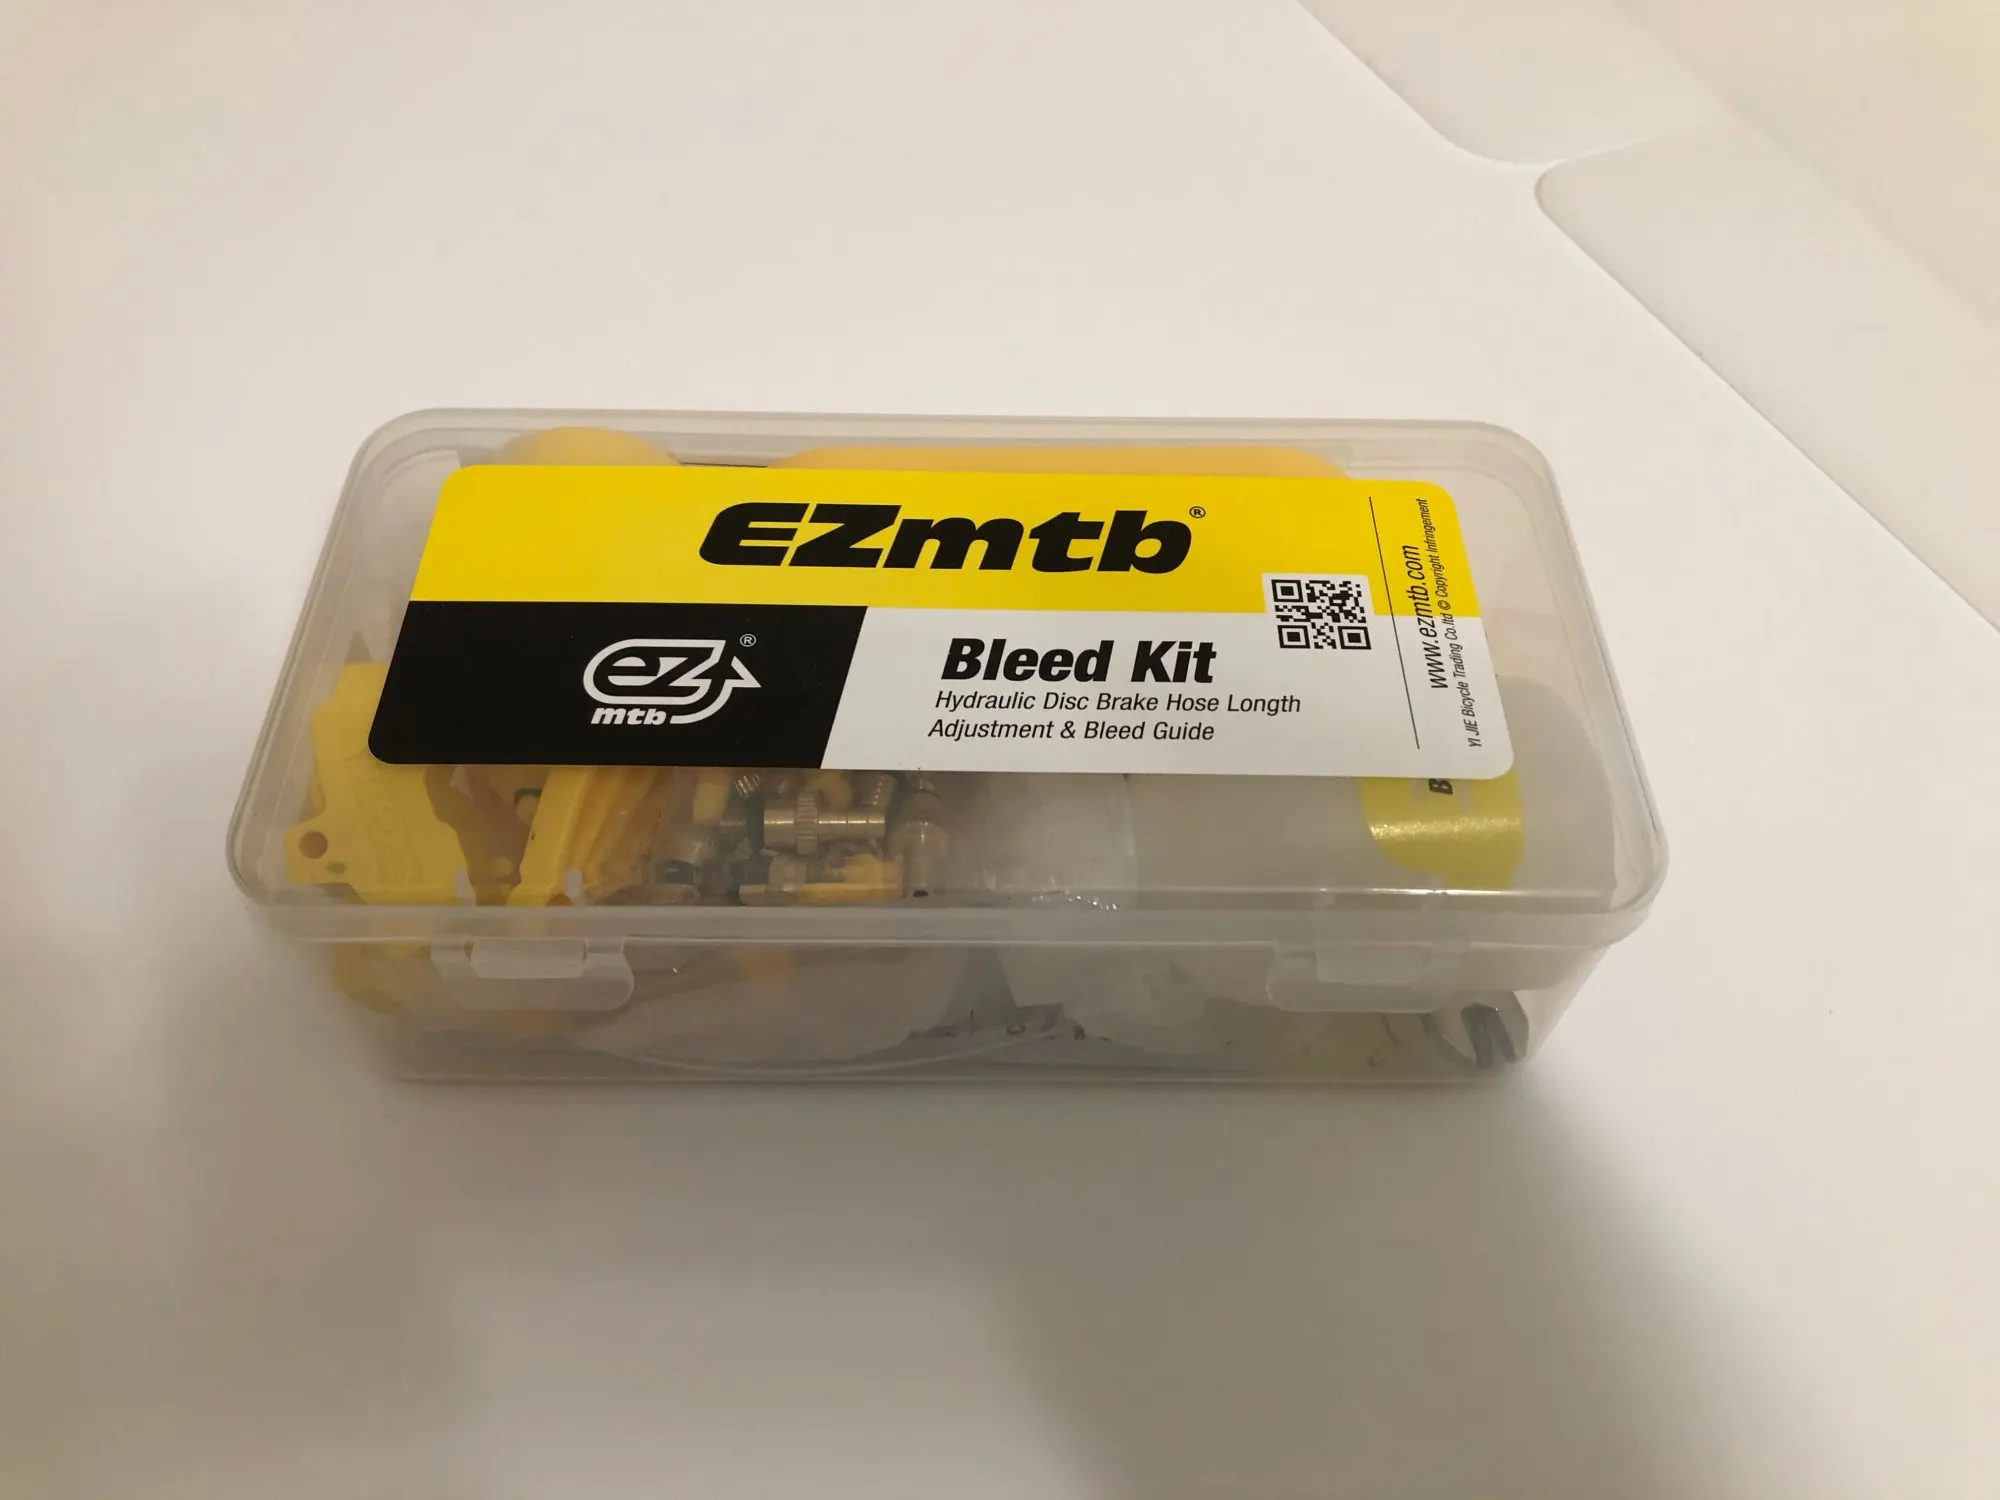 EZmtb®
ez®
mtb
Bleed Kit
Hydraulic Disc Brake Hose Longth
Adjustment & Bleed Guide
www.ezmtb.com
YI JIE Bicycle Trading Co.ltd © Copyright Infringement